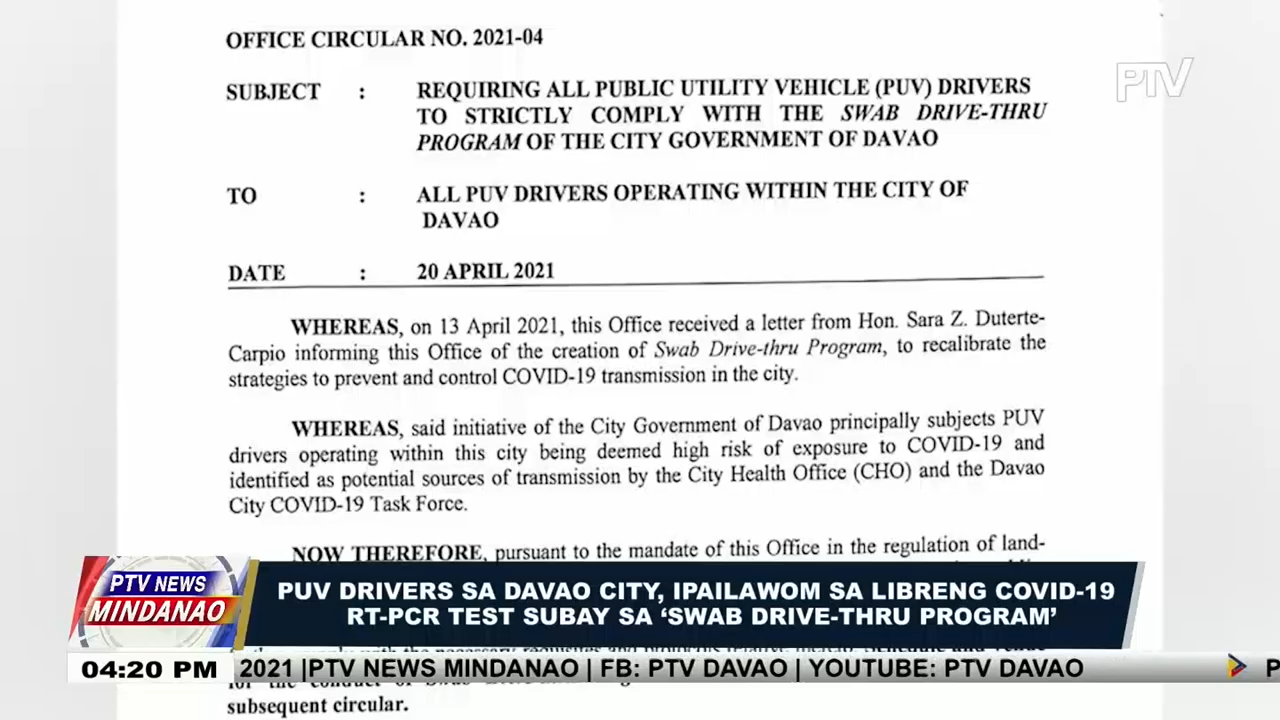 OFFICE CIRCULAR NO. 2021-04
PTV
SUBJECT : REQUIRING ALL PUBLIC UTILITY VEHICLE (PUV) DRIVERS
TO STRICTLY COMPLY WITH THE SWAB DRIVE-THRU
PROGRAM OF THE CITY GOVERNMENT OF DAVAO
TO : ALL PUV DRIVERS OPERATING WITHIN THE CITY OF
DAVAO
DATE : 20 APRIL 2021
WHEREAS, on 13 April 2021, this Office received a letter from Hon. Sara Z. Duterte-
Carpio informing this Office of the creation of Swab Drive-thru Program, to recalibrate the
strategies to prevent and control COVID-19 transmission in the city.
WHEREAS, said initiative of the City Government of Davao principally subjects PUV
drivers operating within this city being deemed high risk of exposure to COVID-19 and
identified as potential sources of transmission by the City Health Office (CHO) and the Davao
City COVID-19 Task Force.
NOW THEREFORE, pursuant to the mandate of this Office in the regulation of land-
PTV NEWS
MINDANAO
PUV DRIVERS SA DAVAO CITY, IPAILAWOM SA LIBRENG COVID-19
RT-PCR TEST SUBAY SA ‘SWAB DRIVE-THRU PROGRAM’
04:20 PM 2021 |PTV NEWS MINDANAO | FB: PTV DAVAO | YOUTUBE: PTV DAVAO P
subsequent circular.